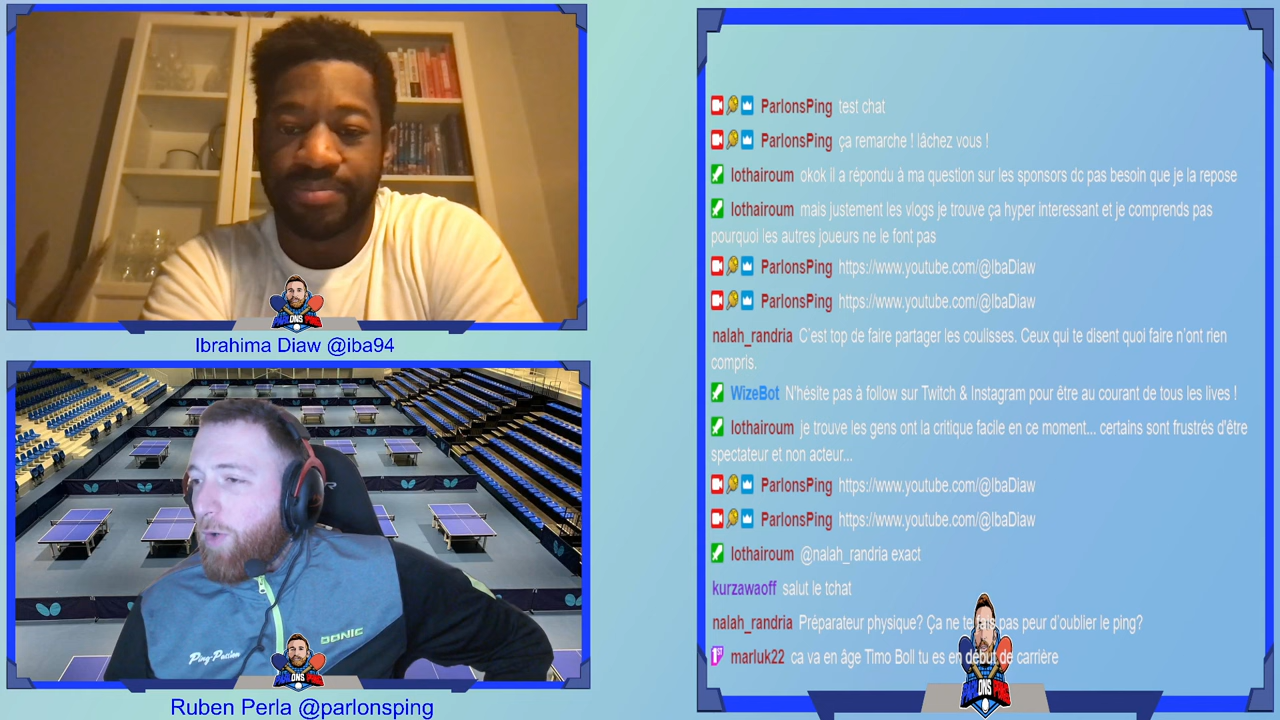 Ibrahima Diaw @iba94
DONIC
Ping-Passion
PARLONS PING
Ruben Perla @parlonsping
ParlonsPing test chat
ParlonsPing ça remarche ! lâchez vous !
lothairoum okok il a répondu à ma question sur les sponsors dc pas besoin que je la repose
lothairoum mais justement les vlogs je trouve ça hyper interessant et je comprends pas
pourquoi les autres joueurs ne le font pas
ParlonsPing https://www.youtube.com/@IbaDiaw
ParlonsPing https://www.youtube.com/@IbaDiaw
nalah_randria C'est top de faire partager les coulisses. Ceux qui te disent quoi faire n'ont rien
compris.
WizeBot N'hésite pas à follow sur Twitch & Instagram pour être au courant de tous les lives !
lothairoum je trouve les gens ont la critique facile en ce moment... certains sont frustrés d'être
spectateur et non acteur...
ParlonsPing https://www.youtube.com/@IbaDiaw
ParlonsPing https://www.youtube.com/@IbaDiaw
lothairoum @nalah_randria exact
kurzawaoff salut le tchat
nalah_randria Préparateur physique? Ça ne te fais pas peur d'oublier le ping?
1st marluk22 ca va en âge Timo Boll tu es en début de carrière